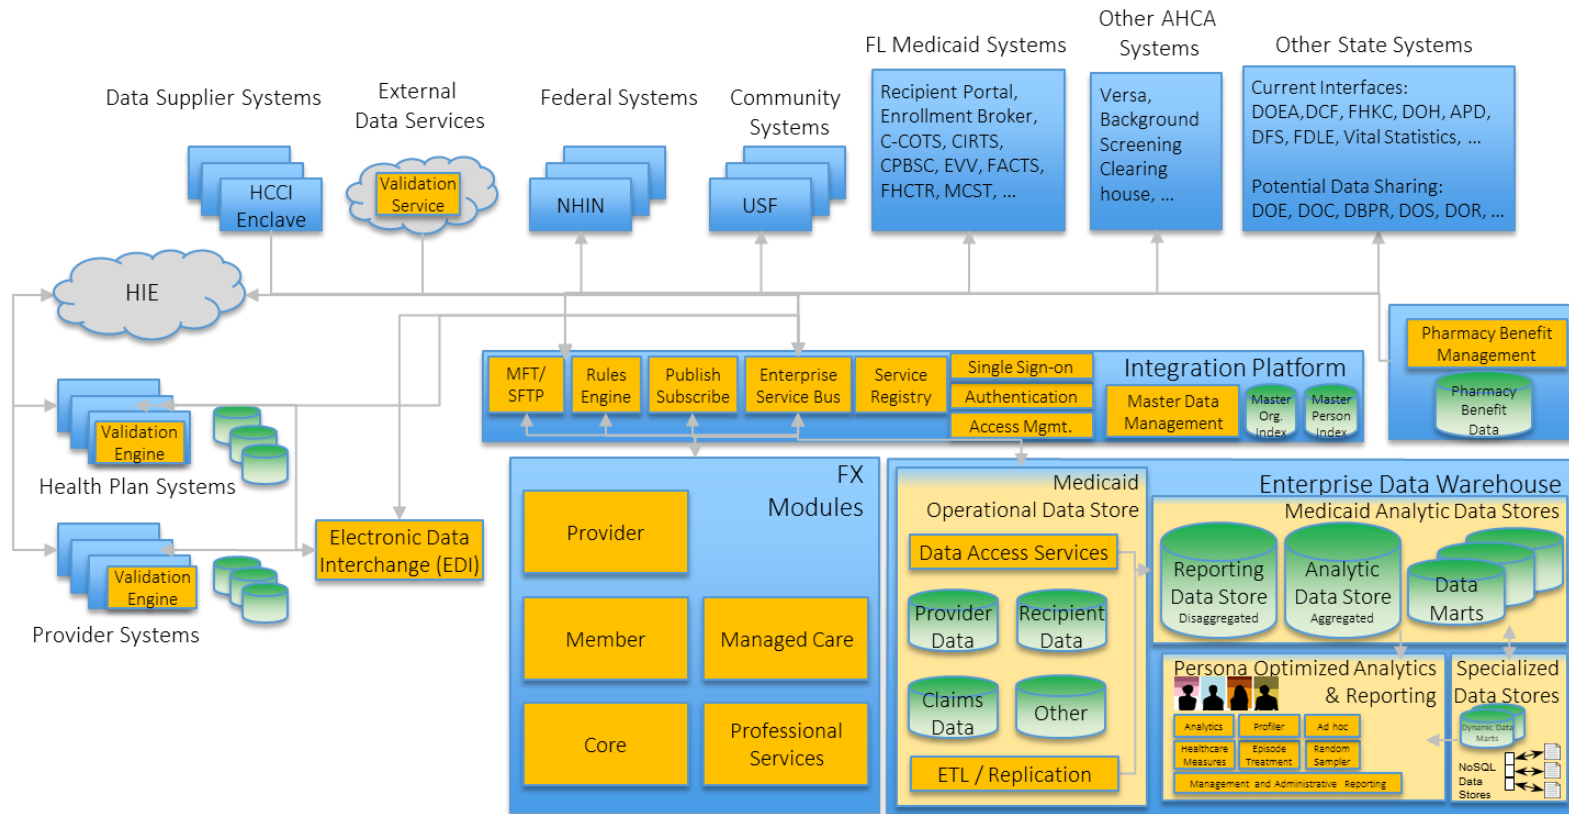 Data Supplier Systems
HCCI
Enclave
External
Data Services
Validation
Service
Federal Systems
NHIN
Community
Systems
USF
FL Medicaid Systems
Recipient Portal,
Enrollment Broker,
C-COTS, CIRTS,
CPBSC, EVV, FACTS,
FHCTR, MCST, ...
Other AHCA
Systems
Versa,
Background
Screening
Clearing
house, ...
Other State Systems
Current Interfaces:
DOEA,DCF, FHKC, DOH, APD,
DFS, FDLE, Vital Statistics, ...
Potential Data Sharing:
DOE, DOC, DBPR, DOS, DOR, ...
HIE
Validation
Engine
Health Plan Systems
Validation
Engine
Provider Systems
Electronic Data
Interchange (EDI)
MFT/
SFTP
Rules
Engine
Publish
Subscribe
Enterprise
Service Bus
Service
Registry
Single Sign-on
Authentication
Access Mgmt.
Integration Platform
Master Data
Management
Master
Org.
Index
Master
Person
Index
Pharmacy Benefit
Management
Pharmacy
Benefit
Data
FX
Modules
Provider
Member
Managed Care
Core
Professional
Services
Medicaid
Operational Data Store
Data Access Services
Provider
Data
Recipient
Data
Claims
Data
Other
ETL / Replication
Enterprise Data Warehouse
Medicaid Analytic Data Stores
Reporting
Data Store
Disaggregated
Analytic
Data Store
Aggregated
Data
Marts
Persona Optimized Analytics
& Reporting
Analytics
Profiler
Ad hoc
Healthcare
Measures
Episode
Treatment
Random
Sampler
Management and Administrative Reporting
Specialized
Data Stores
Dynamic Data
Marts
NoSQL
Data
Stores